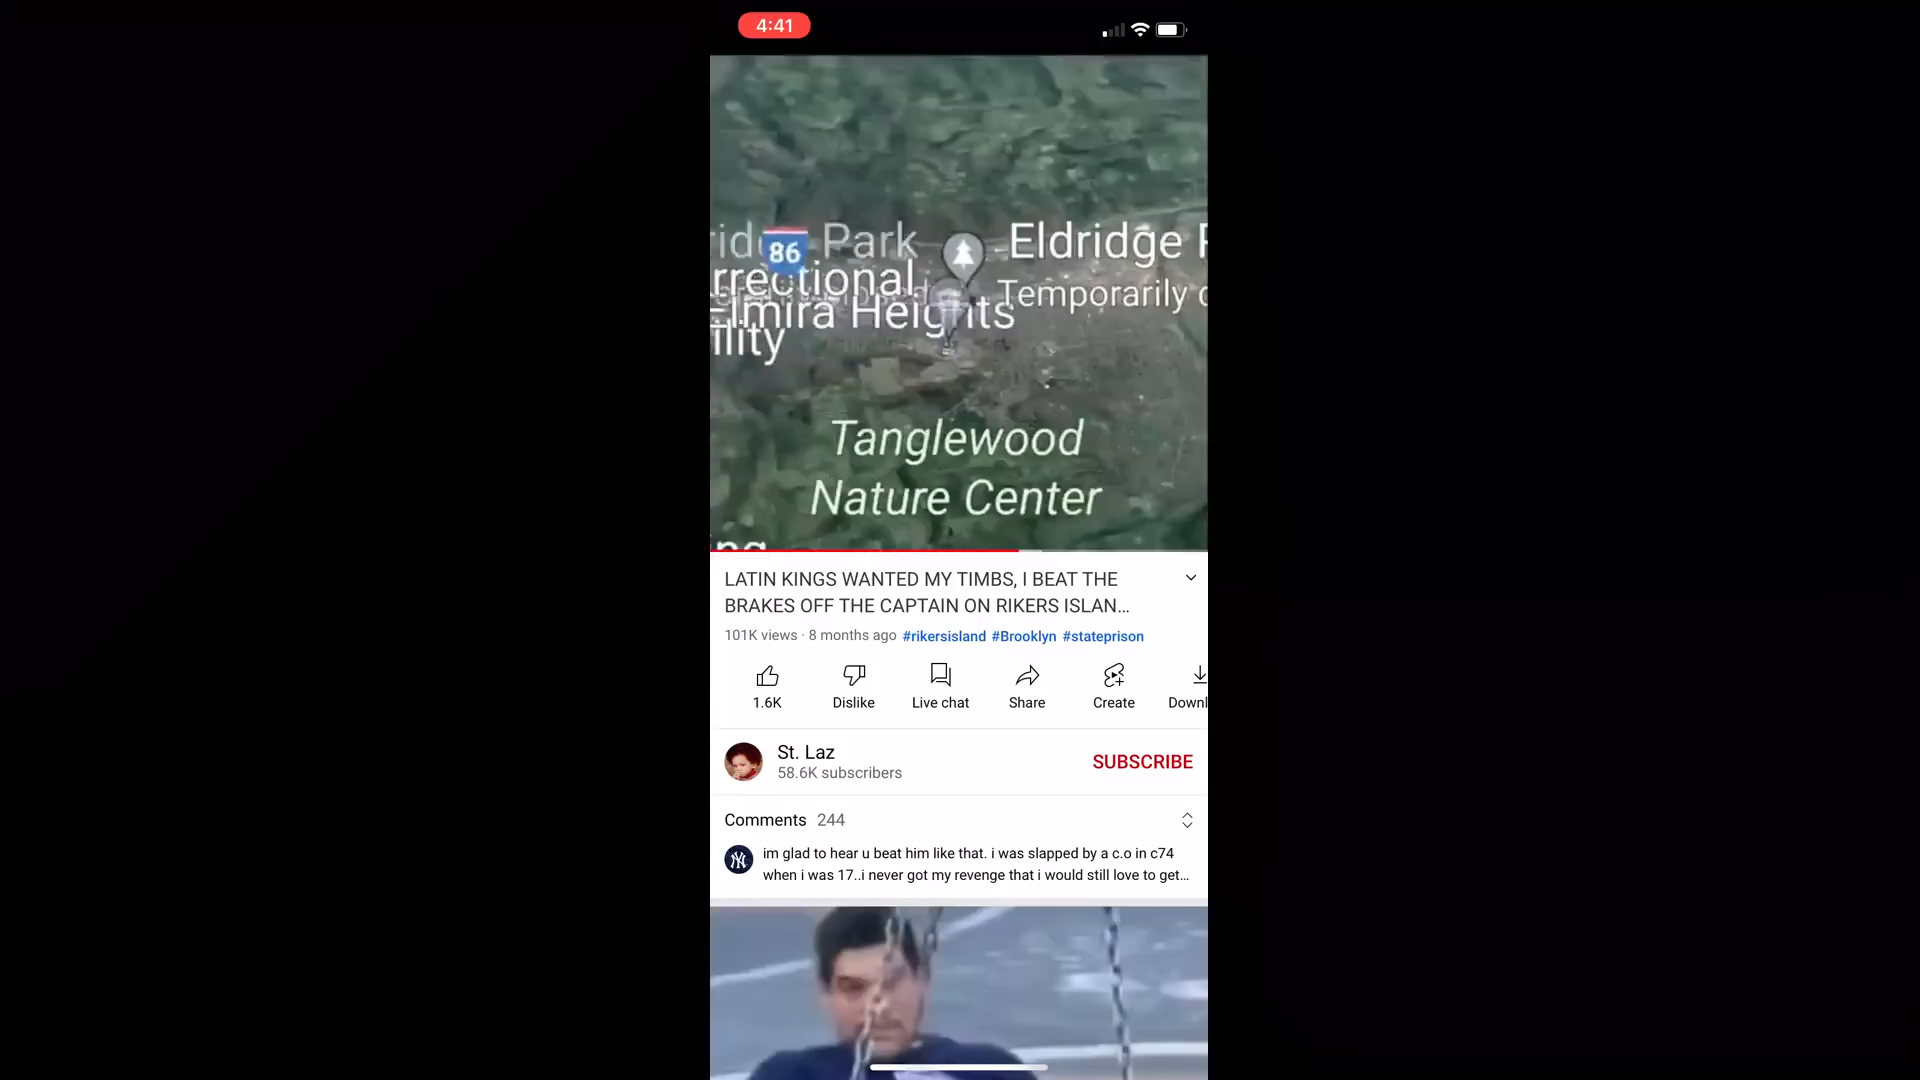 4:41
Park
86
Eldridge
rrectional
Temporarily
Elmira Heights
ility
Tanglewood
Nature Center
LATIN KINGS WANTED MY TIMBS, I BEAT THE
BRAKES OFF THE CAPTAIN ON RIKERS ISLAN...
101K views · 8 months ago #rikersisland #Brooklyn #stateprison
1.6K Dislike Live chat Share Create Downl
St. Laz
58.6K subscribers
SUBSCRIBE
Comments 244
NY
im glad to hear u beat him like that. i was slapped by a c.o in c74
when i was 17..i never got my revenge that i would still love to get...